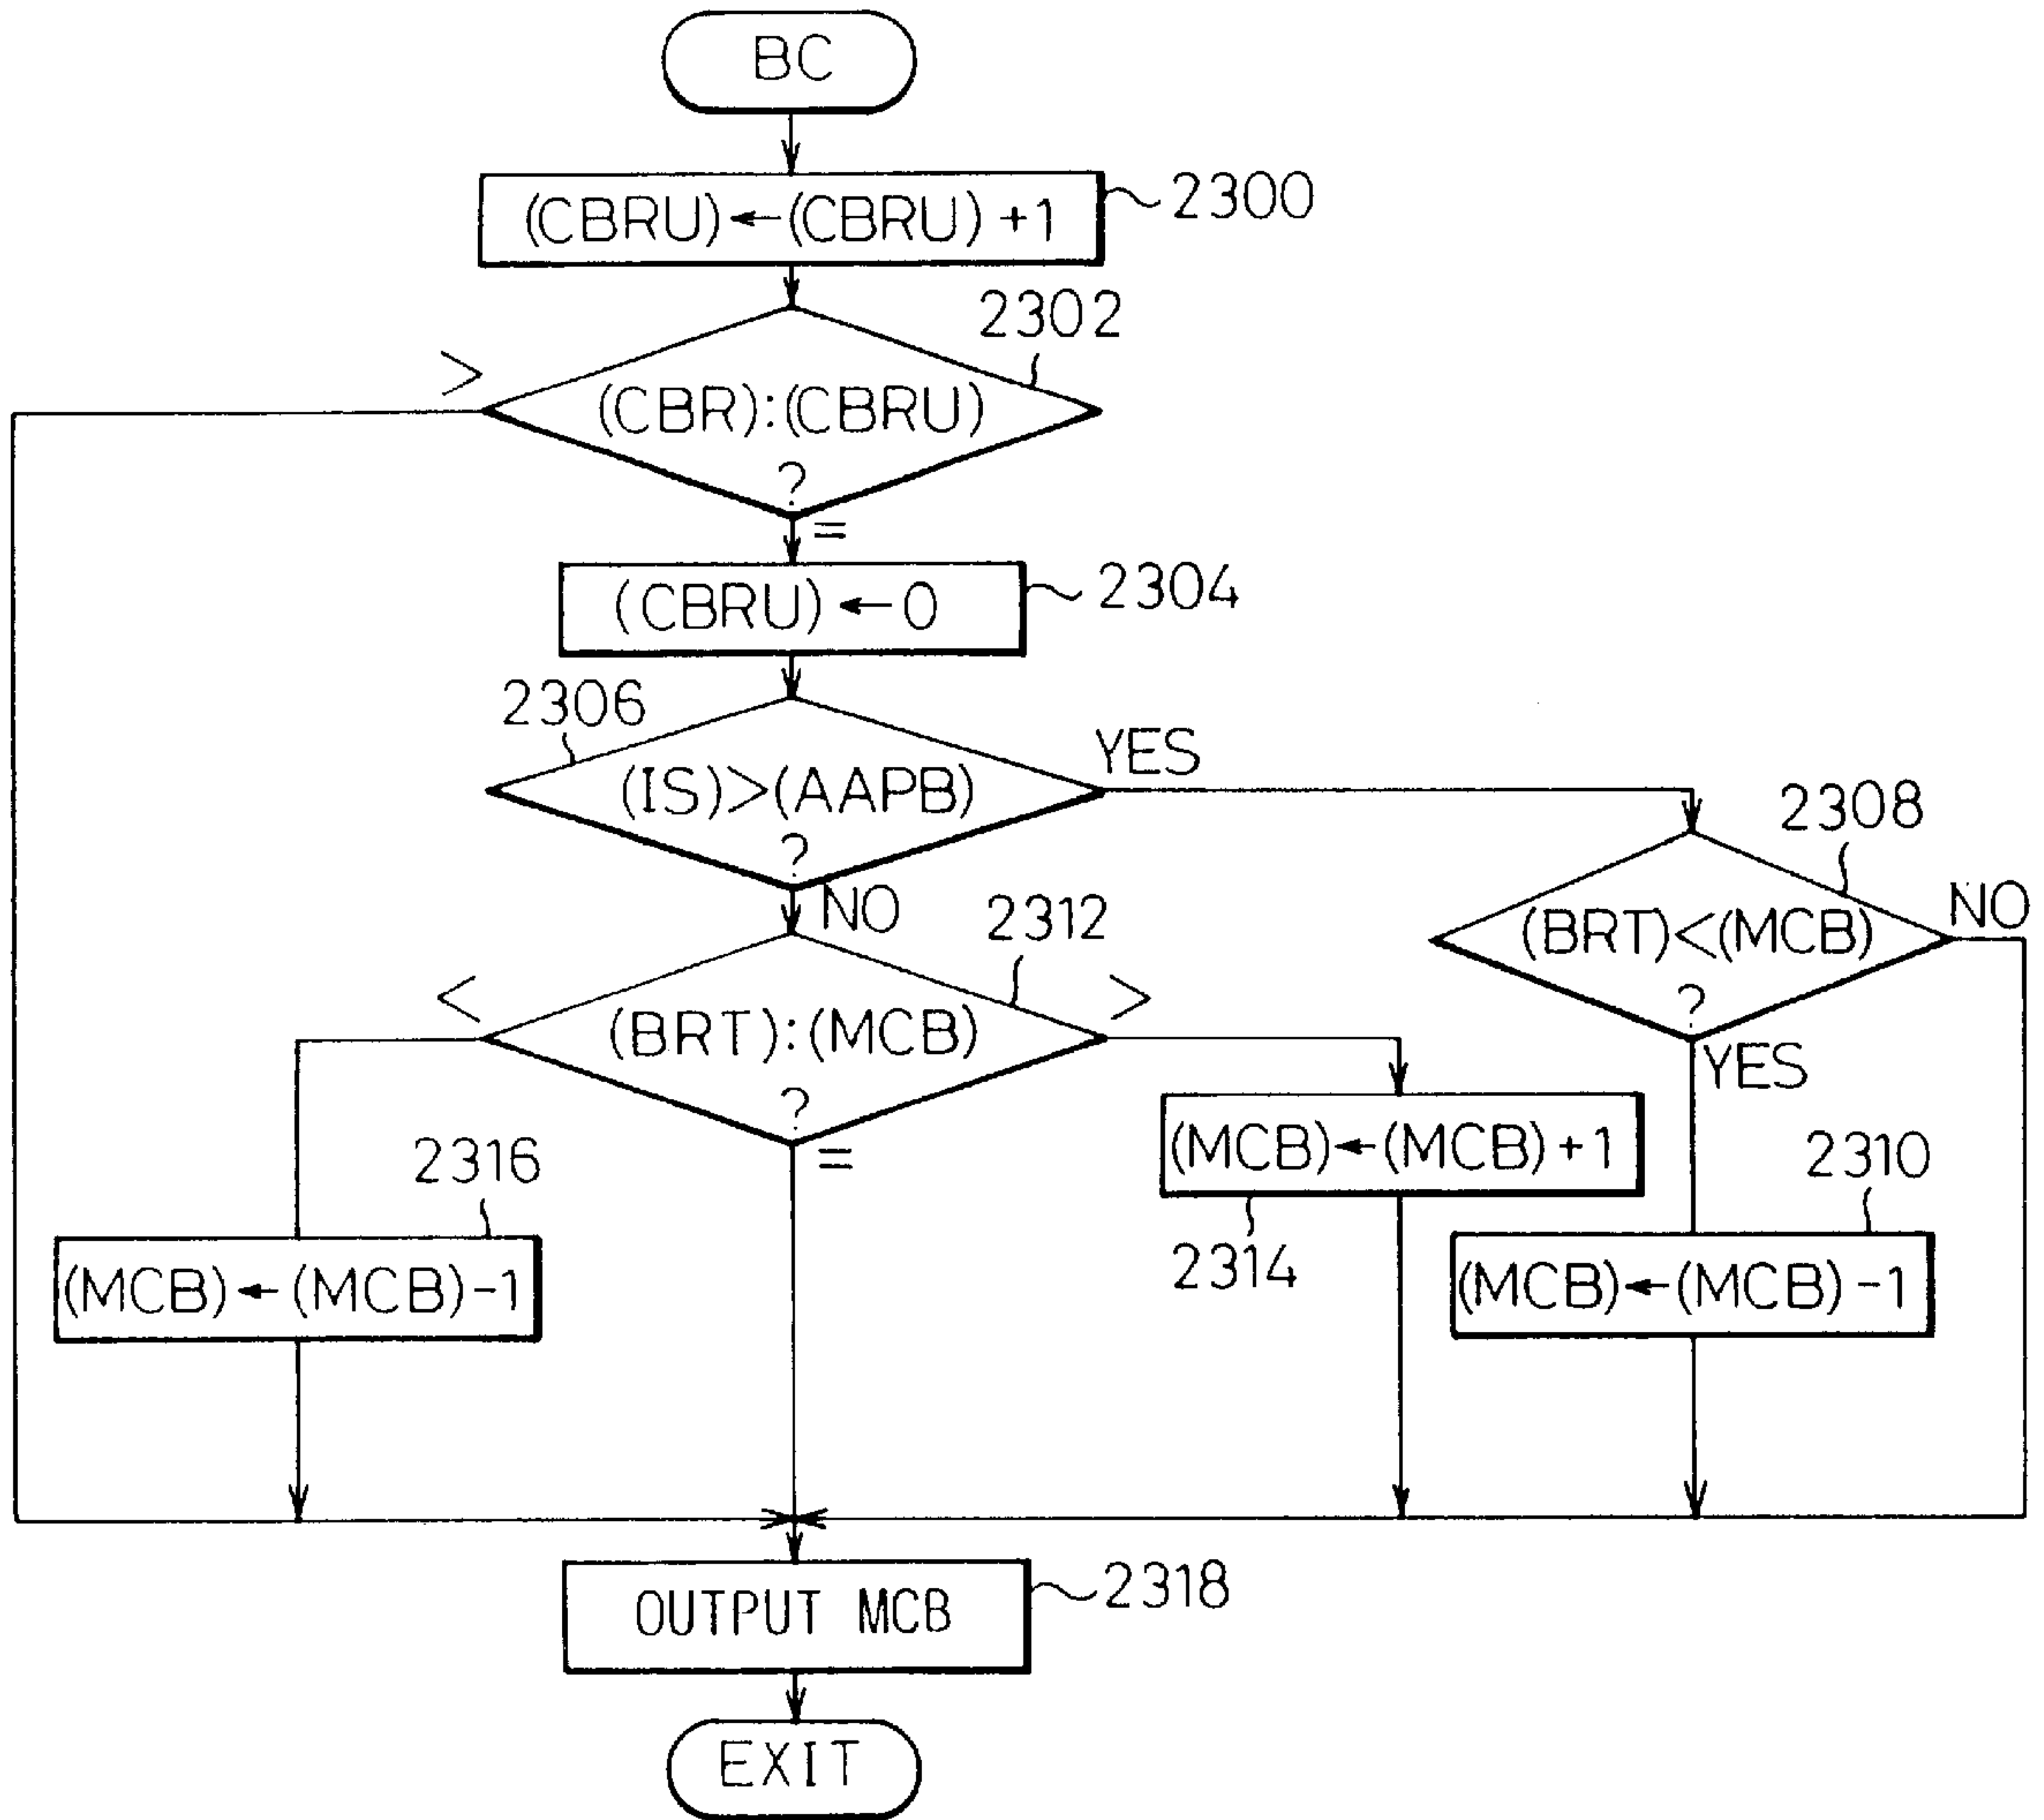 BC
(CBRU)←(CBRU)+1
2300
2302
>
(CBR):(CBRU)
?
=
(CBRU)←0
2304
2306
YES
(IS)>(AAPB)
?
NO
2308
(BRT)<(MCB)
?
NO
YES
2312
<
>
(BRT):(MCB)
?
=
(MCB)←(MCB)+1
2314
2316
(MCB)←(MCB)-1
2310
(MCB)←(MCB)-1
OUTPUT MCB
2318
EXIT